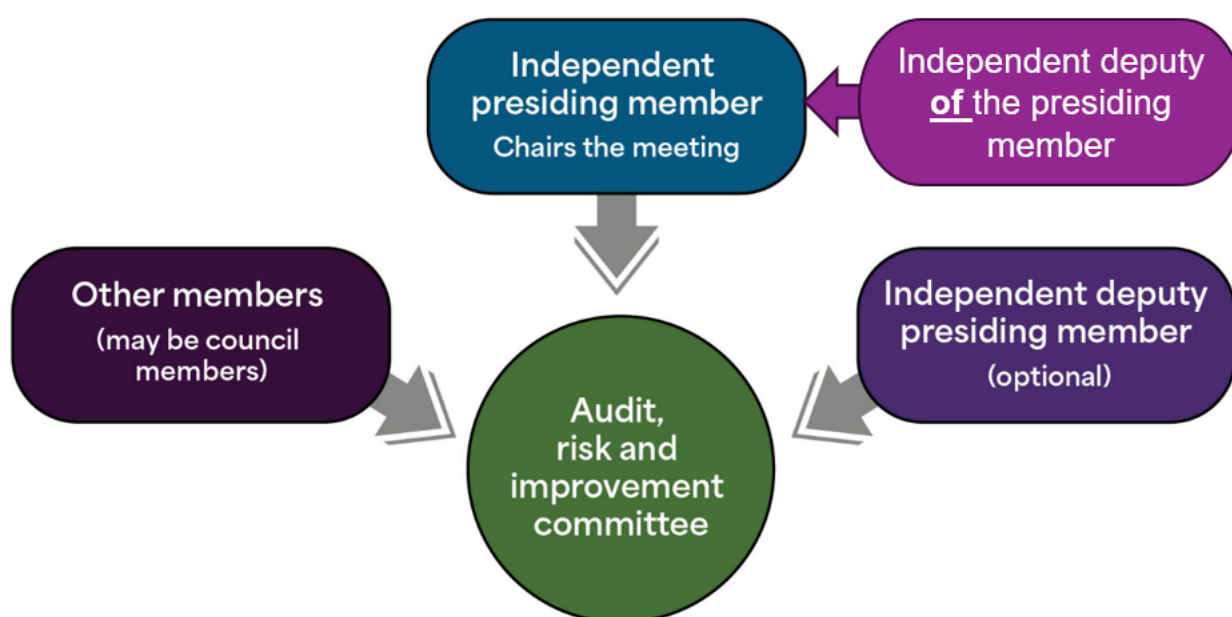 Independent
presiding member
Chairs the meeting
Independent deputy
of the presiding
member
Other members
(may be council
members)
Independent deputy
presiding member
(optional)
Audit,
risk and
improvement
committee